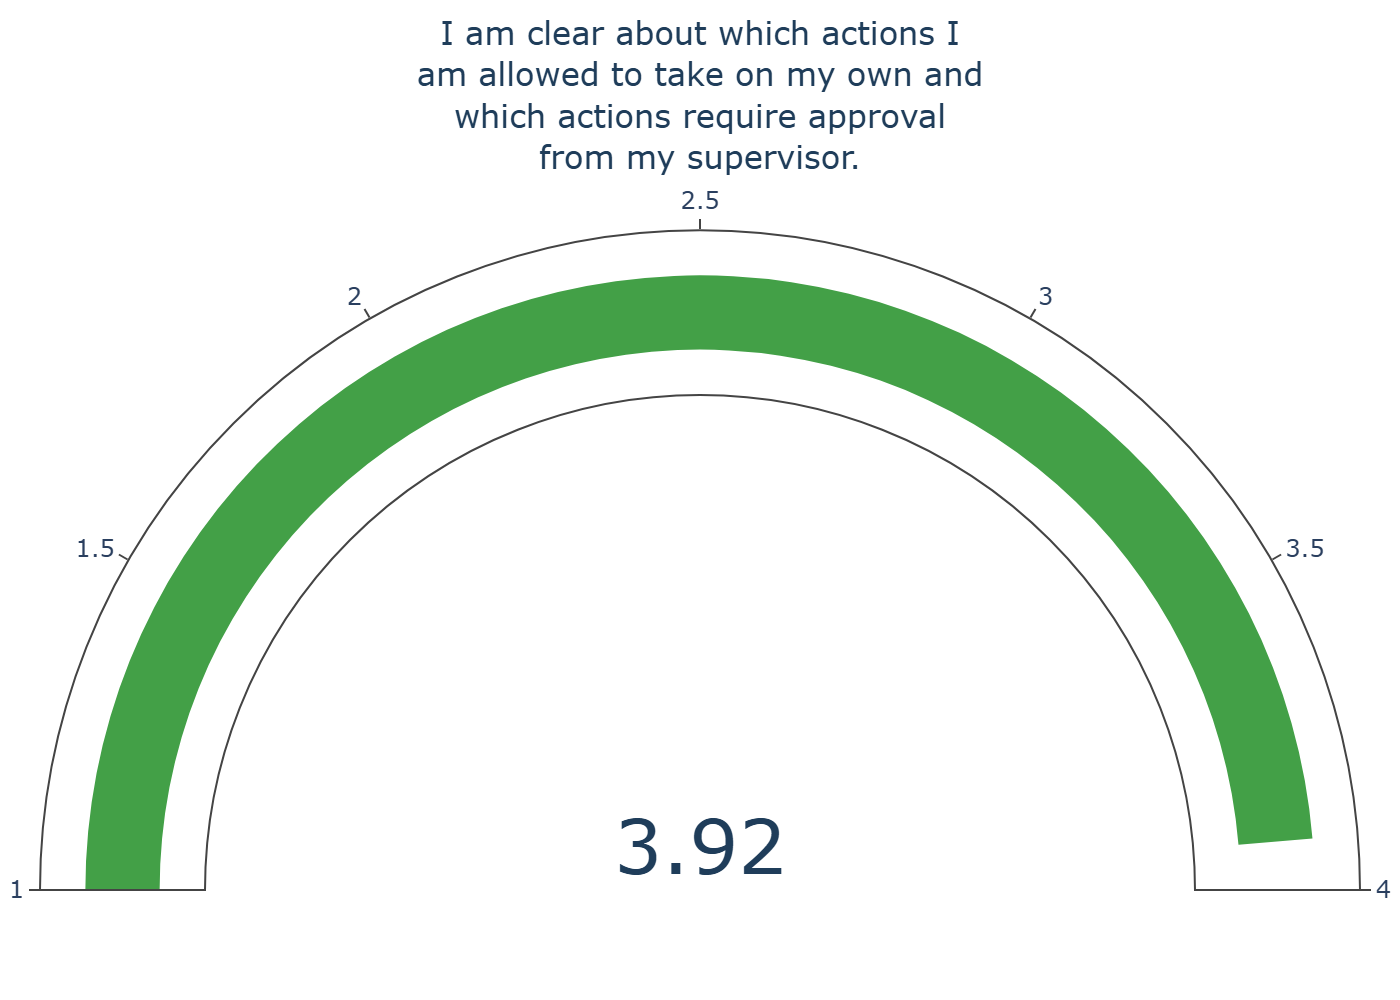 I am clear about which actions I
am allowed to take on my own and
which actions require approval
from my supervisor.
2.5
2
3
1.5
3.5
3.92
1
4